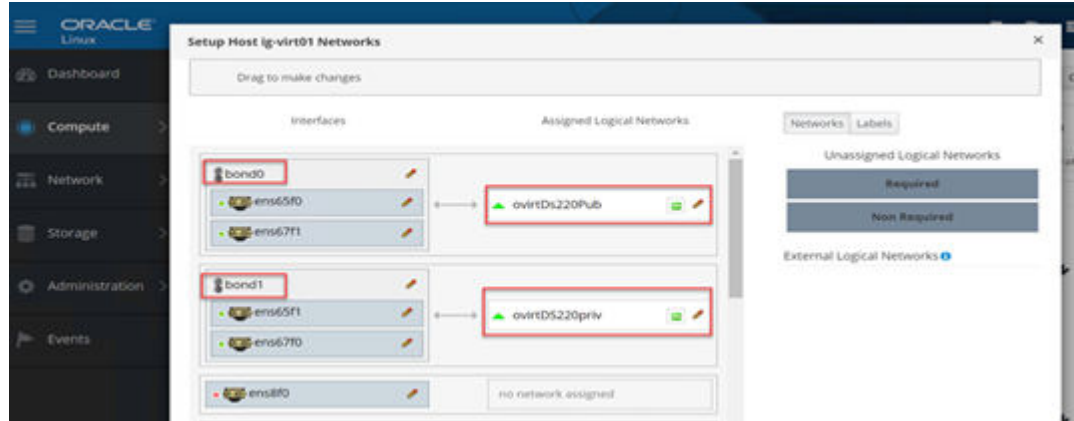 ORACLE
Linux
Setup Host ig-virt01 Networks
×
Dashboard
Drag to make changes
Compute
Interfaces
Assigned Logical Networks
Networks
Labels
Unassigned Logical Networks
bond0
Required
Network
ens65f0
ovirtDs220Pub
Non Required
Storage
ens67f1
External Logical Networks
Administration
bond1
ens65f1
ovirtDS220priv
Events
ens67f0
ens8f0
no network assigned